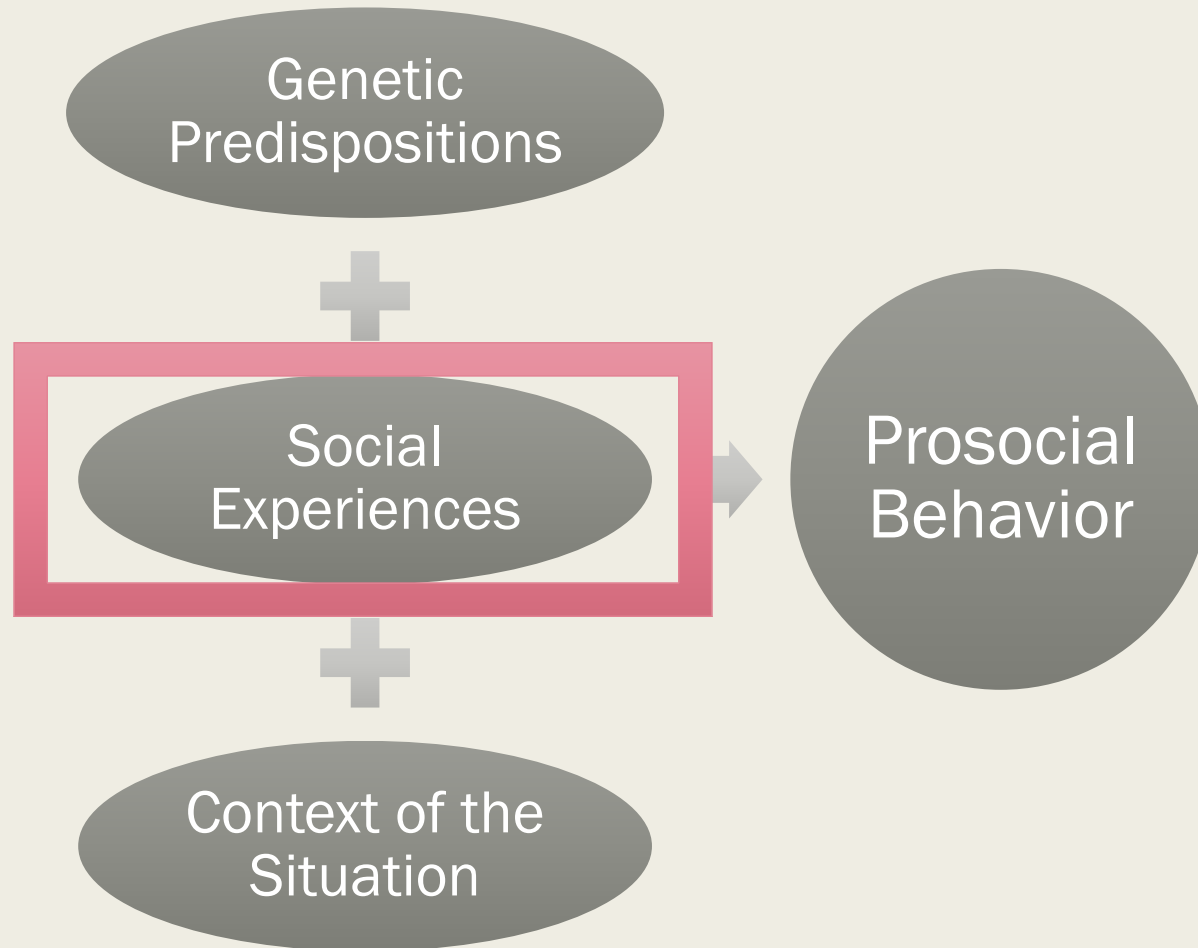 Genetic
Predispositions
Social
Experiences
Prosocial
Behavior
Context of the
Situation